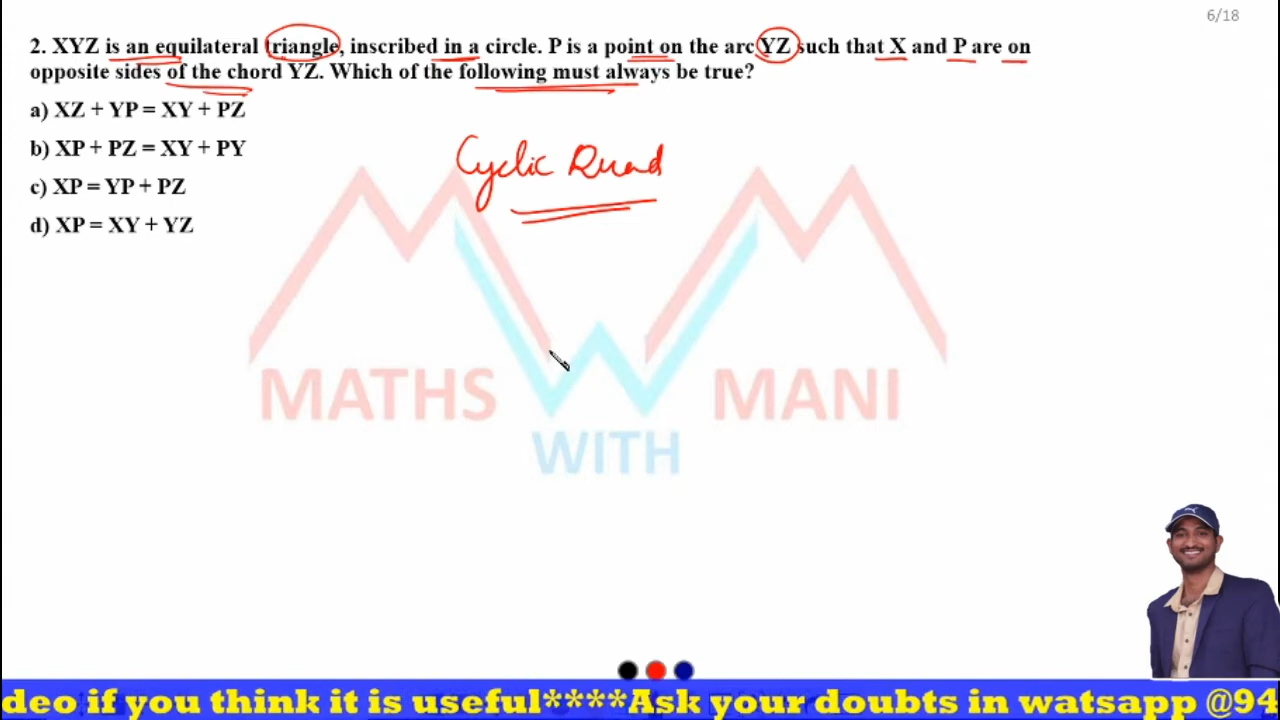 6/18
2. XYZ is an equilateral triangle, inscribed in a circle. P is a point on the arc YZ such that X and P are on
opposite sides of the chord YZ. Which of the following must always be true?
a) XZ + YP = XY + PZ
b) XP + PZ = XY + PY
c) XP = YP + PZ
d) XP = XY + YZ
Cyclic Quad
MATHS
WITH
MANI
deo if you think it is useful****Ask your doubts in watsapp @94